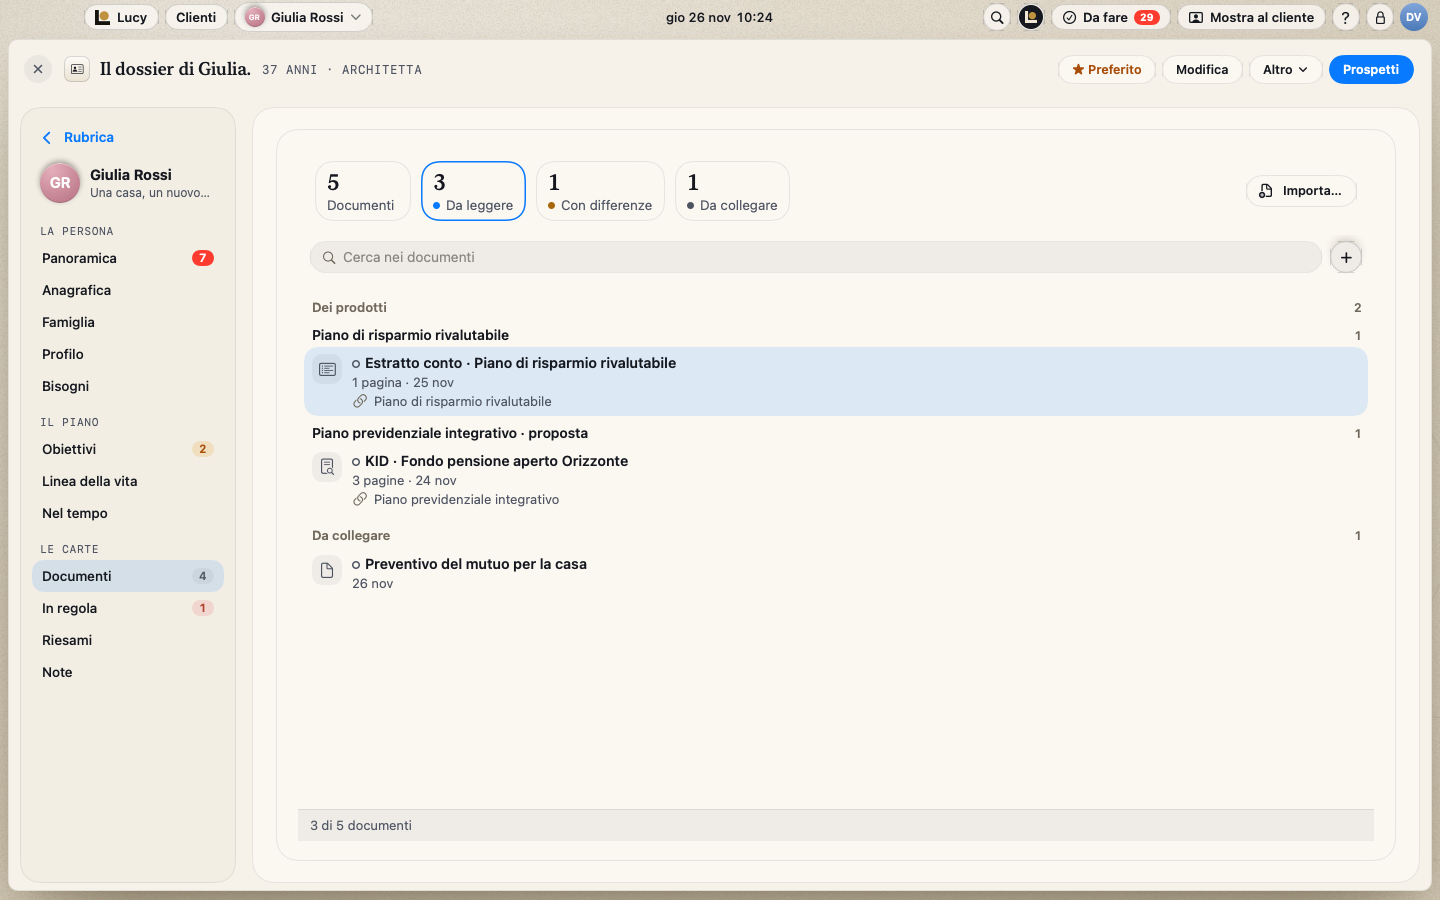 Lucy
Clienti
GR Giulia Rossi
gio 26 nov 10:24
Da fare 29
Mostra al cliente
?
DV
Il dossier di Giulia. 37 ANNI · ARCHITETTA
Preferito
Modifica
Altro
Prospetti
Rubrica
GR
Giulia Rossi
Una casa, un nuovo...
LA PERSONA
Panoramica 7
Anagrafica
Famiglia
Profilo
Bisogni
IL PIANO
Obiettivi 2
Linea della vita
Nel tempo
LE CARTE
Documenti 4
In regola 1
Riesami
Note
5
Documenti
3
Da leggere
1
Con differenze
1
Da collegare
Importa...
Cerca nei documenti
+
Dei prodotti 2
Piano di risparmio rivalutabile 1
Estratto conto · Piano di risparmio rivalutabile
1 pagina · 25 nov
Piano di risparmio rivalutabile
Piano previdenziale integrativo · proposta 1
KID · Fondo pensione aperto Orizzonte
3 pagine · 24 nov
Piano previdenziale integrativo
Da collegare 1
Preventivo del mutuo per la casa
26 nov
3 di 5 documenti